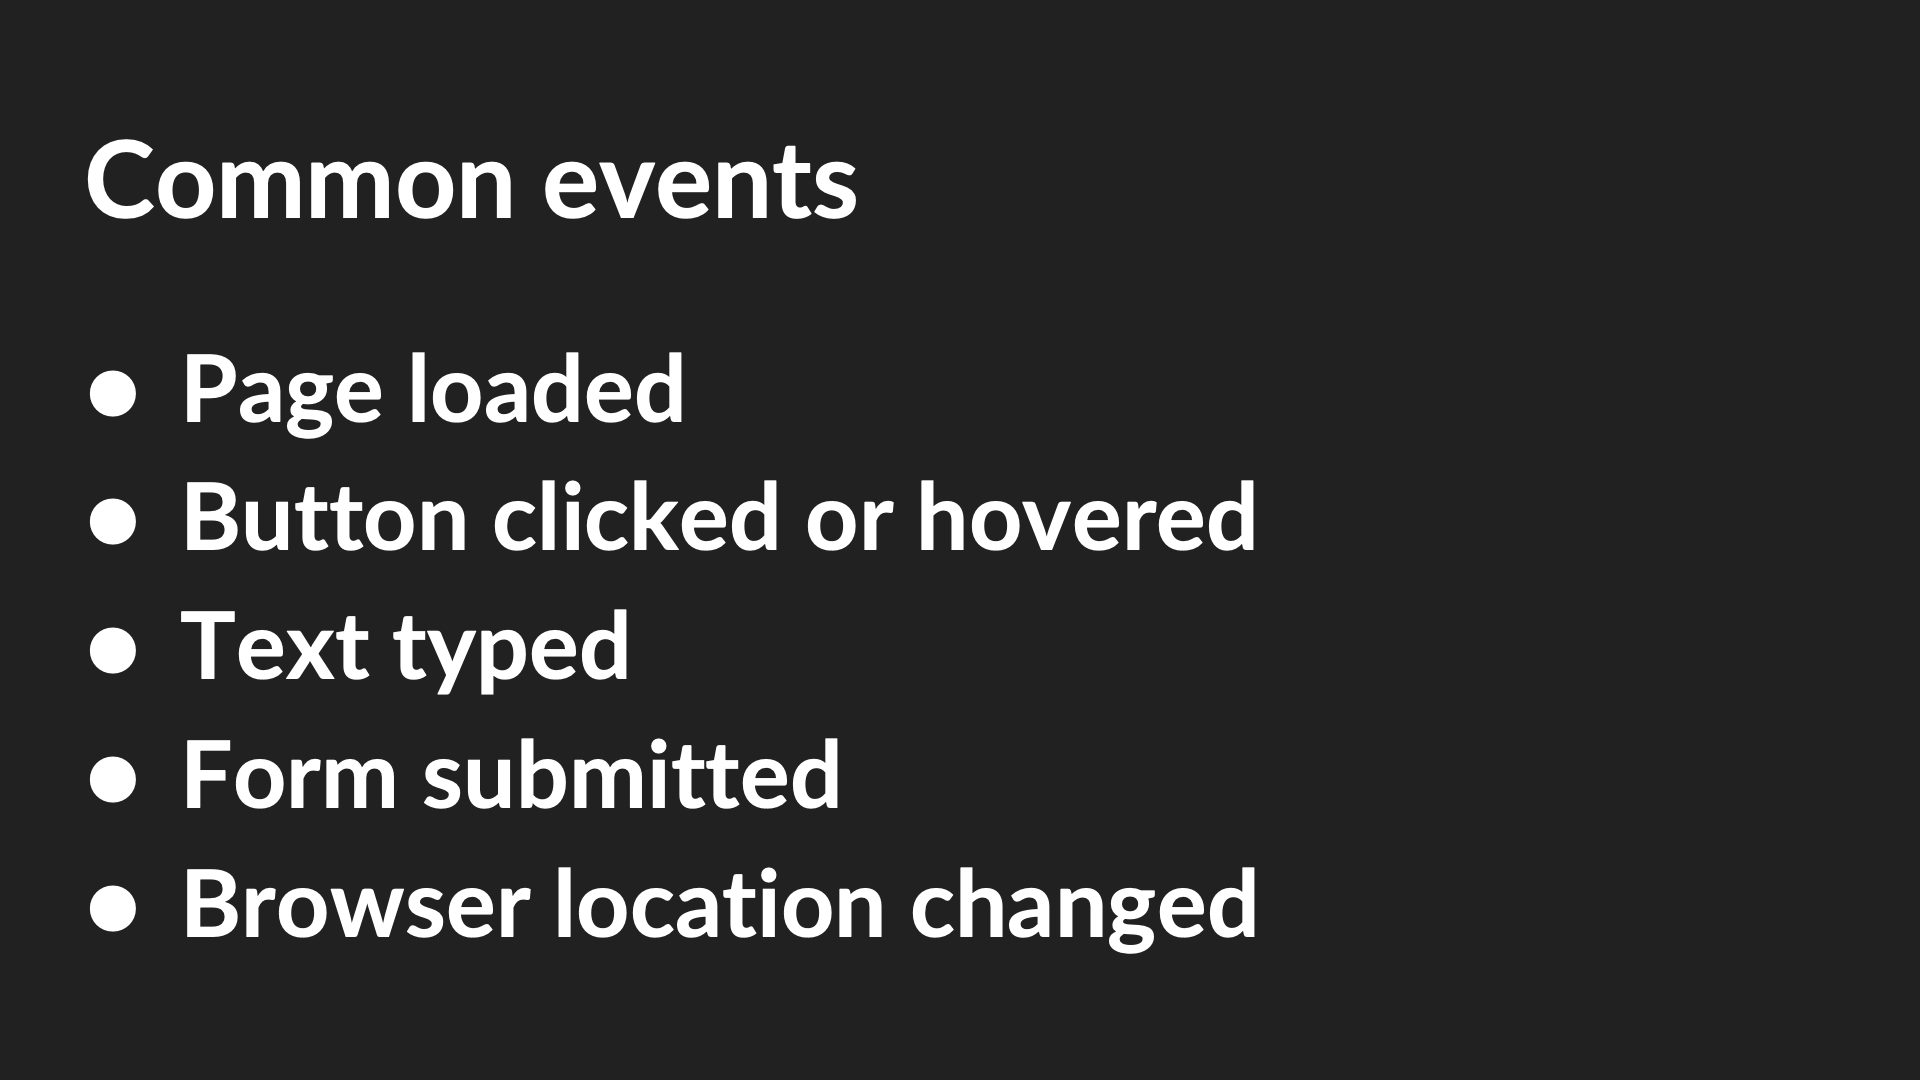 Common events
● Page loaded
● Button clicked or hovered
● Text typed
● Form submitted
● Browser location changed